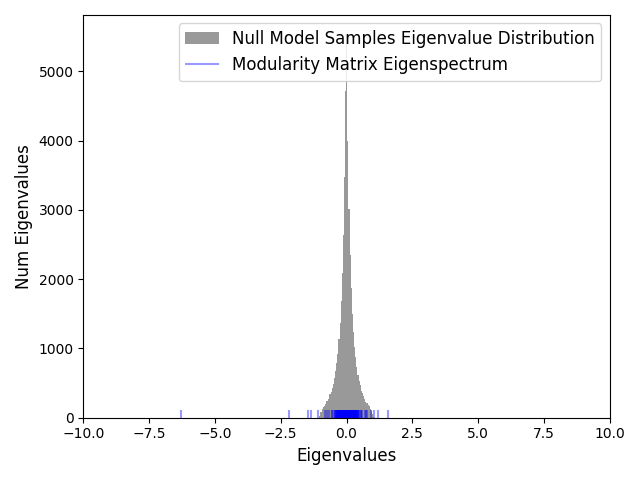 Null Model Samples Eigenvalue Distribution
Modularity Matrix Eigenspectrum
Num Eigenvalues
5000
4000
3000
2000
1000
0
−10.0 −7.5 −5.0 −2.5 0.0 2.5 5.0 7.5 10.0
Eigenvalues